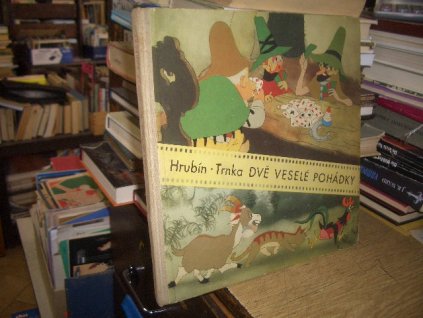 Hrubín • Trnka DVĚ VESELÉ POHÁDKY